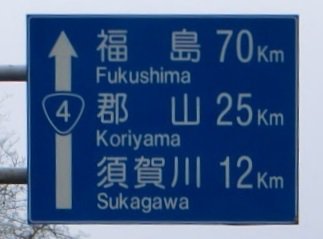 福島 70Km
Fukushima
4
郡山 25Km
Koriyama
須賀川 12Km
Sukagawa